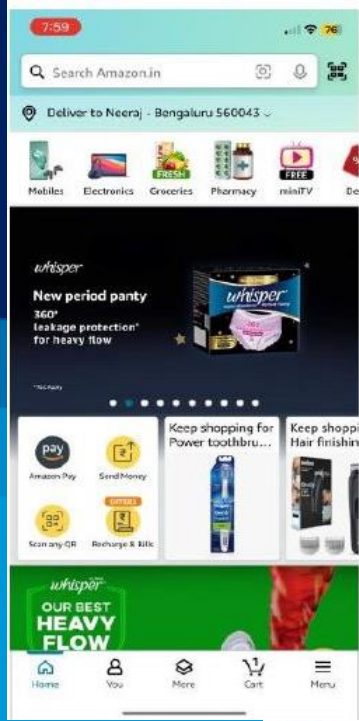 7:59
76
Search Amazon.in
Deliver to Neeraj - Bengaluru 560043
FRESH
FREE
Mobiles
Electronics
Groceries
Pharmacy
miniTV
De
whisper
New period panty
360°
leakage protection*
for heavy flow
whisper
pay
Amazon Pay
Send Money
OFFERS
Scan any QR
Recharge & Bills
Keep shopping for
Power toothbru...
Keep shoppi
Hair finishin
whisper
OUR BEST
HEAVY
FLOW
1
Home
You
More
Cart
Menu